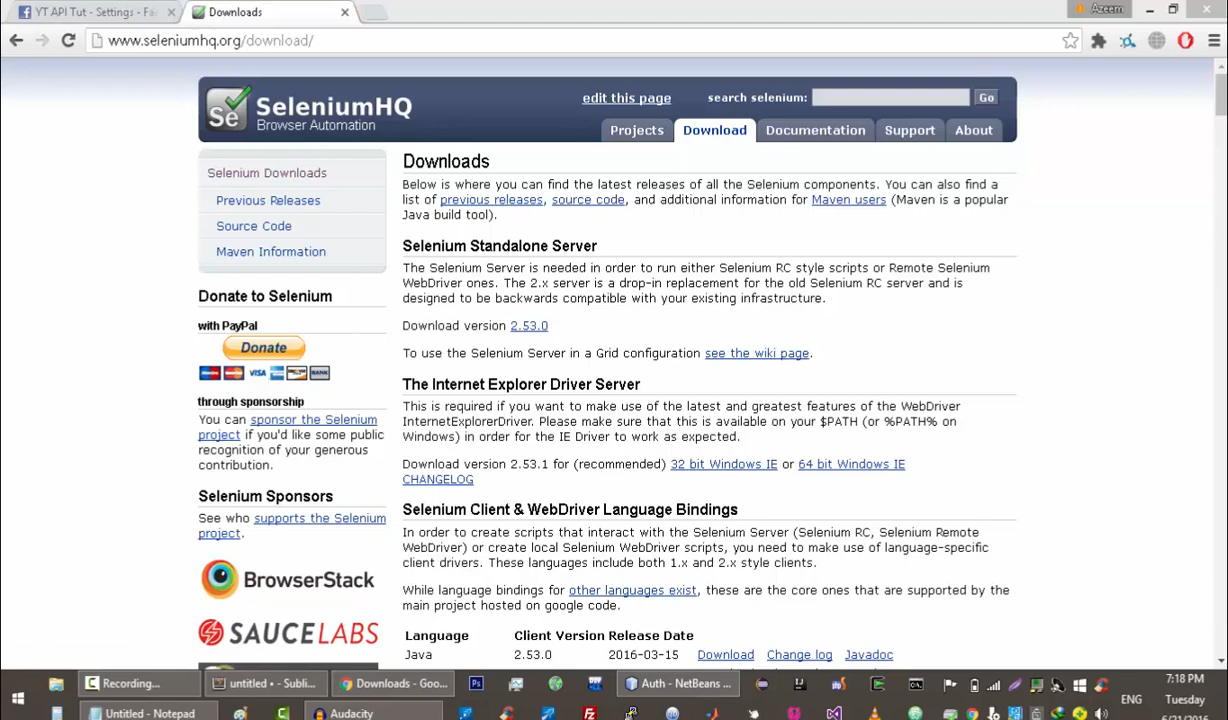 YT API Tut - Settings - Fa
Downloads
Azeem
www.seleniumhq.org/download/
Se
SeleniumHQ
Browser Automation
edit this page
search selenium:
Go
Projects
Download
Documentation
Support
About
Selenium Downloads
Previous Releases
Source Code
Maven Information
Donate to Selenium
with PayPal
Donate
VISA
BANK
through sponsorship
You can sponsor the Selenium
project if you'd like some public
recognition of your generous
contribution.
Selenium Sponsors
See who supports the Selenium
project.
BrowserStack
SAUCELABS
Downloads
Below is where you can find the latest releases of all the Selenium components. You can also find a
list of previous releases, source code, and additional information for Maven users (Maven is a popular
Java build tool).
Selenium Standalone Server
The Selenium Server is needed in order to run either Selenium RC style scripts or Remote Selenium
WebDriver ones. The 2.x server is a drop-in replacement for the old Selenium RC server and is
designed to be backwards compatible with your existing infrastructure.
Download version 2.53.0
To use the Selenium Server in a Grid configuration see the wiki page.
The Internet Explorer Driver Server
This is required if you want to make use of the latest and greatest features of the WebDriver
InternetExplorerDriver. Please make sure that this is available on your $PATH (or %PATH% on
Windows) in order for the IE Driver to work as expected.
Download version 2.53.1 for (recommended) 32 bit Windows IE or 64 bit Windows IE
CHANGELOG
Selenium Client & WebDriver Language Bindings
In order to create scripts that interact with the Selenium Server (Selenium RC, Selenium Remote
WebDriver) or create local Selenium WebDriver scripts, you need to make use of language-specific
client drivers. These languages include both 1.x and 2.x style clients.
While language bindings for other languages exist, these are the core ones that are supported by the
main project hosted on google code.
Language Client Version Release Date
Java 2.53.0 2016-03-15 Download Change log Javadoc
Recording...
untitled • - Subli...
Downloads - Goo...
Ps
Auth - NetBeans ...
Untitled - Notepad
Audacity
Fz
ENG
7:18 PM
Tuesday
6/21/2016